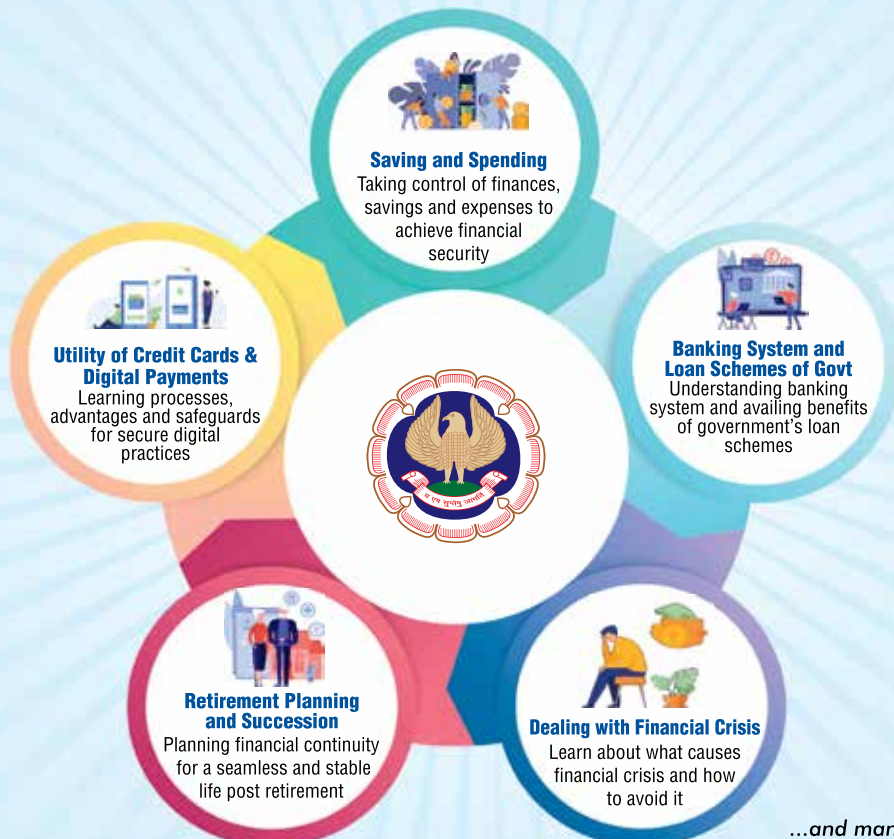 Saving and Spending
Taking control of finances,
savings and expenses to
achieve financial
security
Banking System and
Loan Schemes of Govt
Understanding banking
system and availing benefits
of government's loan
schemes
Dealing with Financial Crisis
Learn about what causes
financial crisis and how
to avoid it
Retirement Planning
and Succession
Planning financial continuity
for a seamless and stable
life post retirement
Utility of Credit Cards &
Digital Payments
Learning processes,
advantages and safeguards
for secure digital
practices
य एष सुप्तेषु जागर्ति
...and